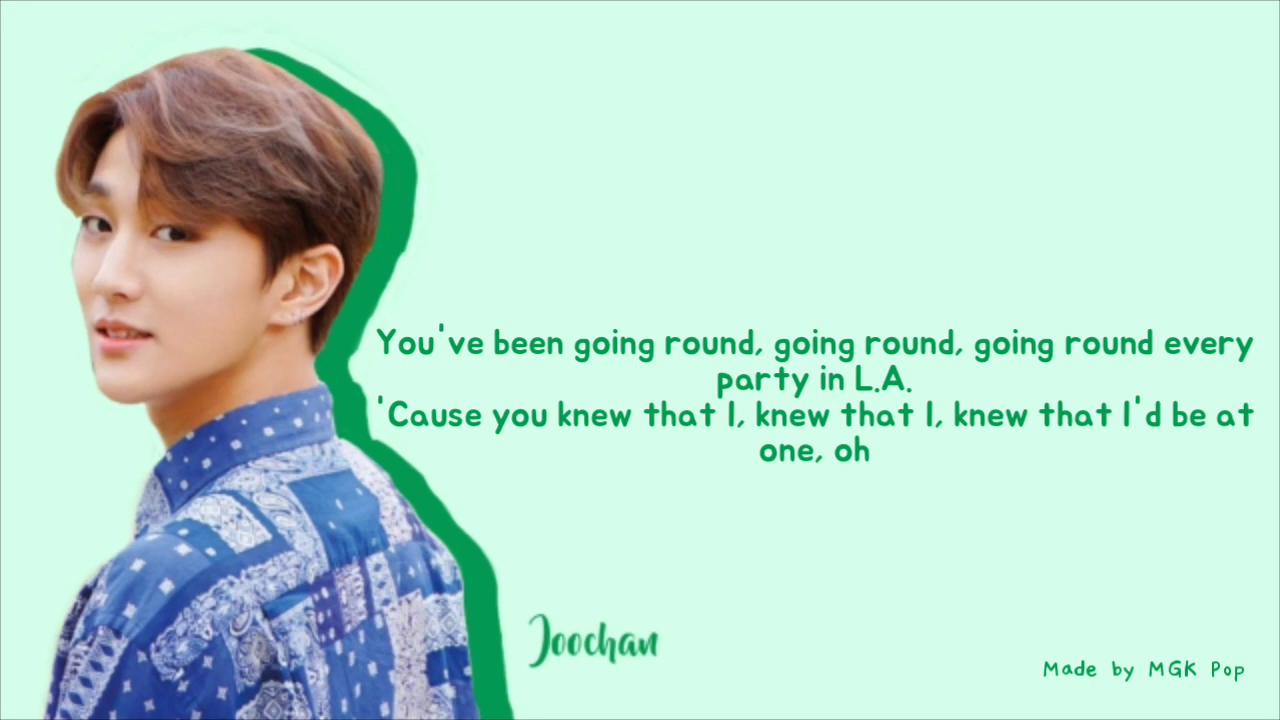 You've been going round, going round, going round every
party in L.A.
'Cause you knew that I, knew that I, knew that I'd be at
one, oh
Joochan
Made by MGK Pop